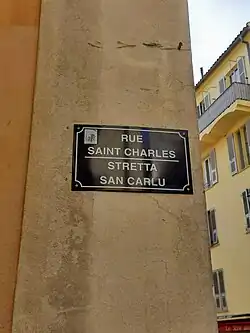 RUE
SAINT CHARLES
STRETTA
SAN CARLU